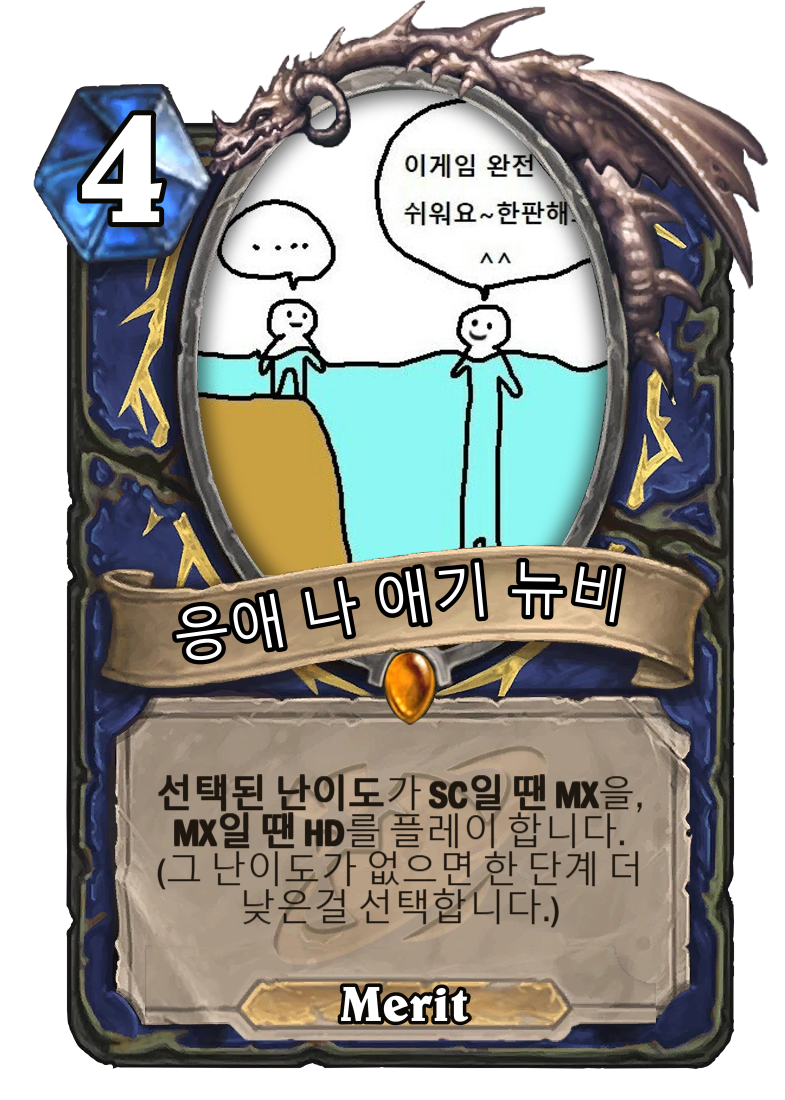 4
이게임 완전
쉬워요~한판해
^^
....
응애 나 애기 뉴비
선택된 난이도가 SC일 땐 MX을,
MX일 땐 HD를 플레이 합니다.
(그 난이도가 없으면 한 단계 더
낮은걸 선택합니다.)
Merit